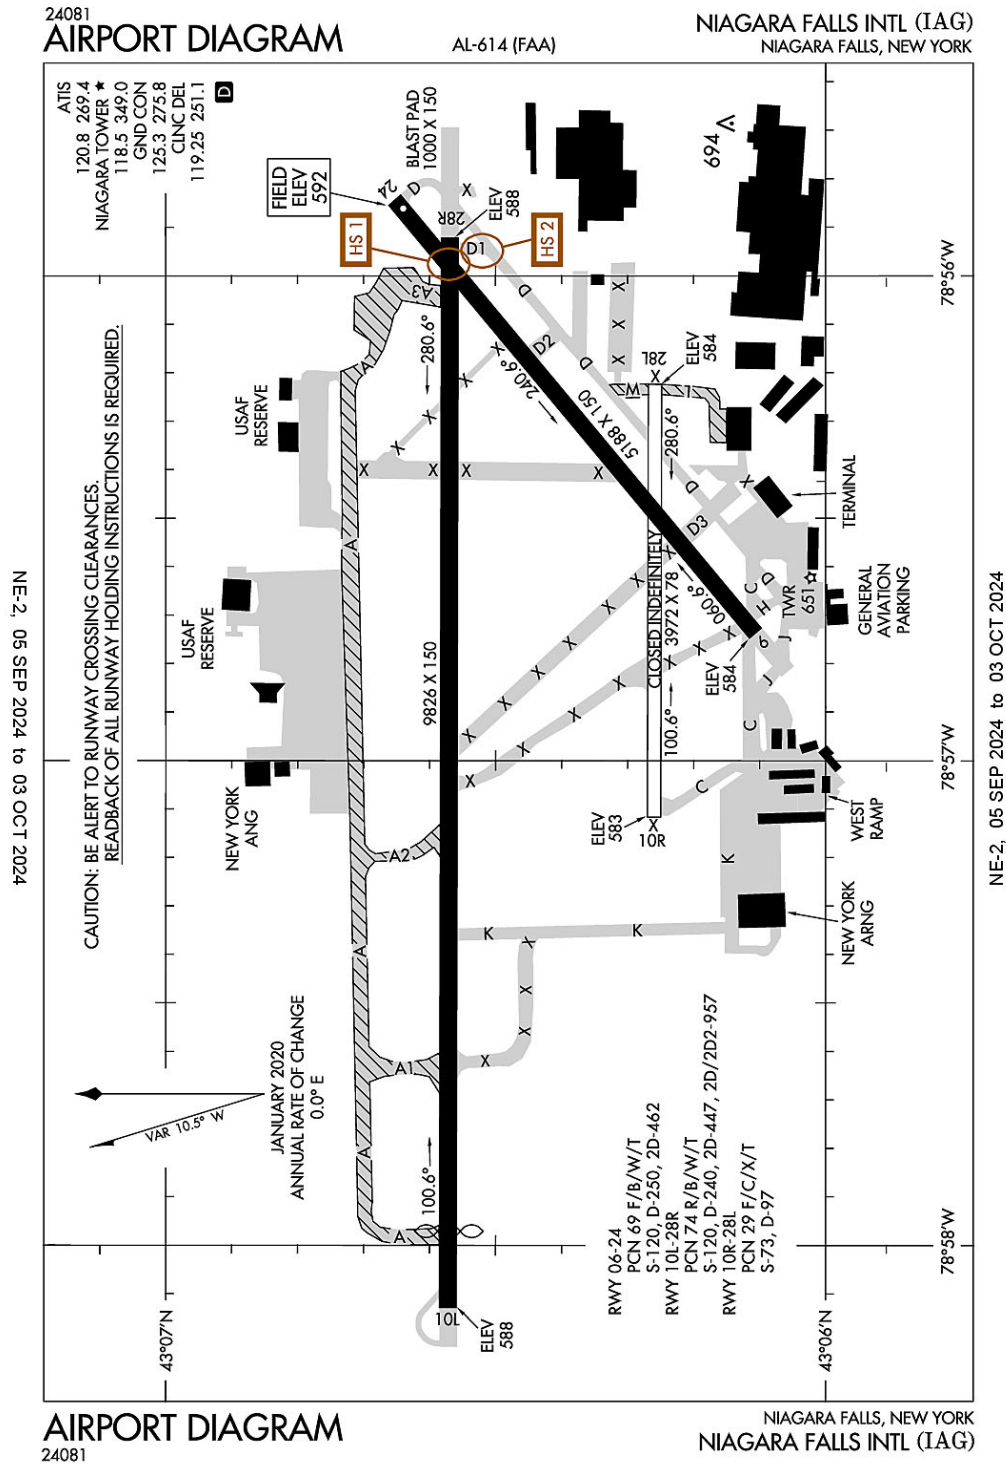 24081
AIRPORT DIAGRAM
AL-614 (FAA)
NIAGARA FALLS INTL (IAG)
NIAGARA FALLS, NEW YORK
ATIS
120.8 269.4
NIAGARA TOWER ★
118.5 349.0
GND CON
125.3 275.8
CLNC DEL
119.25 251.1
D
CAUTION: BE ALERT TO RUNWAY CROSSING CLEARANCES.
READBACK OF ALL RUNWAY HOLDING INSTRUCTIONS IS REQUIRED.
FIELD
ELEV
592
HS 1
HS 2
BLAST PAD
1000 X 150
24
D
X
28R
ELEV
588
D1
694
78°56'W
A3
A
280.6°
240.6°
X
X
X
X
D2
D
D
X
X
X
28L
X
ELEV
584
W
L
280.6°
5188 X 150
USAF
RESERVE
X
X
X
X
D
X
TERMINAL
A
D3
CLOSED INDEFINITELY
3972 X 78
060.6°
X
X
X
X
X
X
X
C
D
H
TWR
651
GENERAL
AVIATION
PARKING
USAF
RESERVE
6
J
J
ELEV
584
X
X
X
X
X
X
X
100.6°
9826 X 150
C
78°57'W
C
WEST
RAMP
NEW YORK
ANG
A2
ELEV
583
X
10R
K
NEW YORK
ARNG
A
K
K
X
X
X
X
A1
JANUARY 2020
ANNUAL RATE OF CHANGE
0.0° E
VAR 10.5° W
A
100.6°
A
10L
ELEV
588
RWY 06-24
PCN 69 F/B/W/T
S-120, D-250, 2D-462
RWY 10L-28R
PCN 74 R/B/W/T
S-120, D-240, 2D-447, 2D/2D2-957
RWY 10R-28L
PCN 29 F/C/X/T
S-73, D-97
78°58'W
43°07'N
43°06'N
NE-2, 05 SEP 2024 to 03 OCT 2024
NE-2, 05 SEP 2024 to 03 OCT 2024
AIRPORT DIAGRAM
24081
NIAGARA FALLS, NEW YORK
NIAGARA FALLS INTL (IAG)